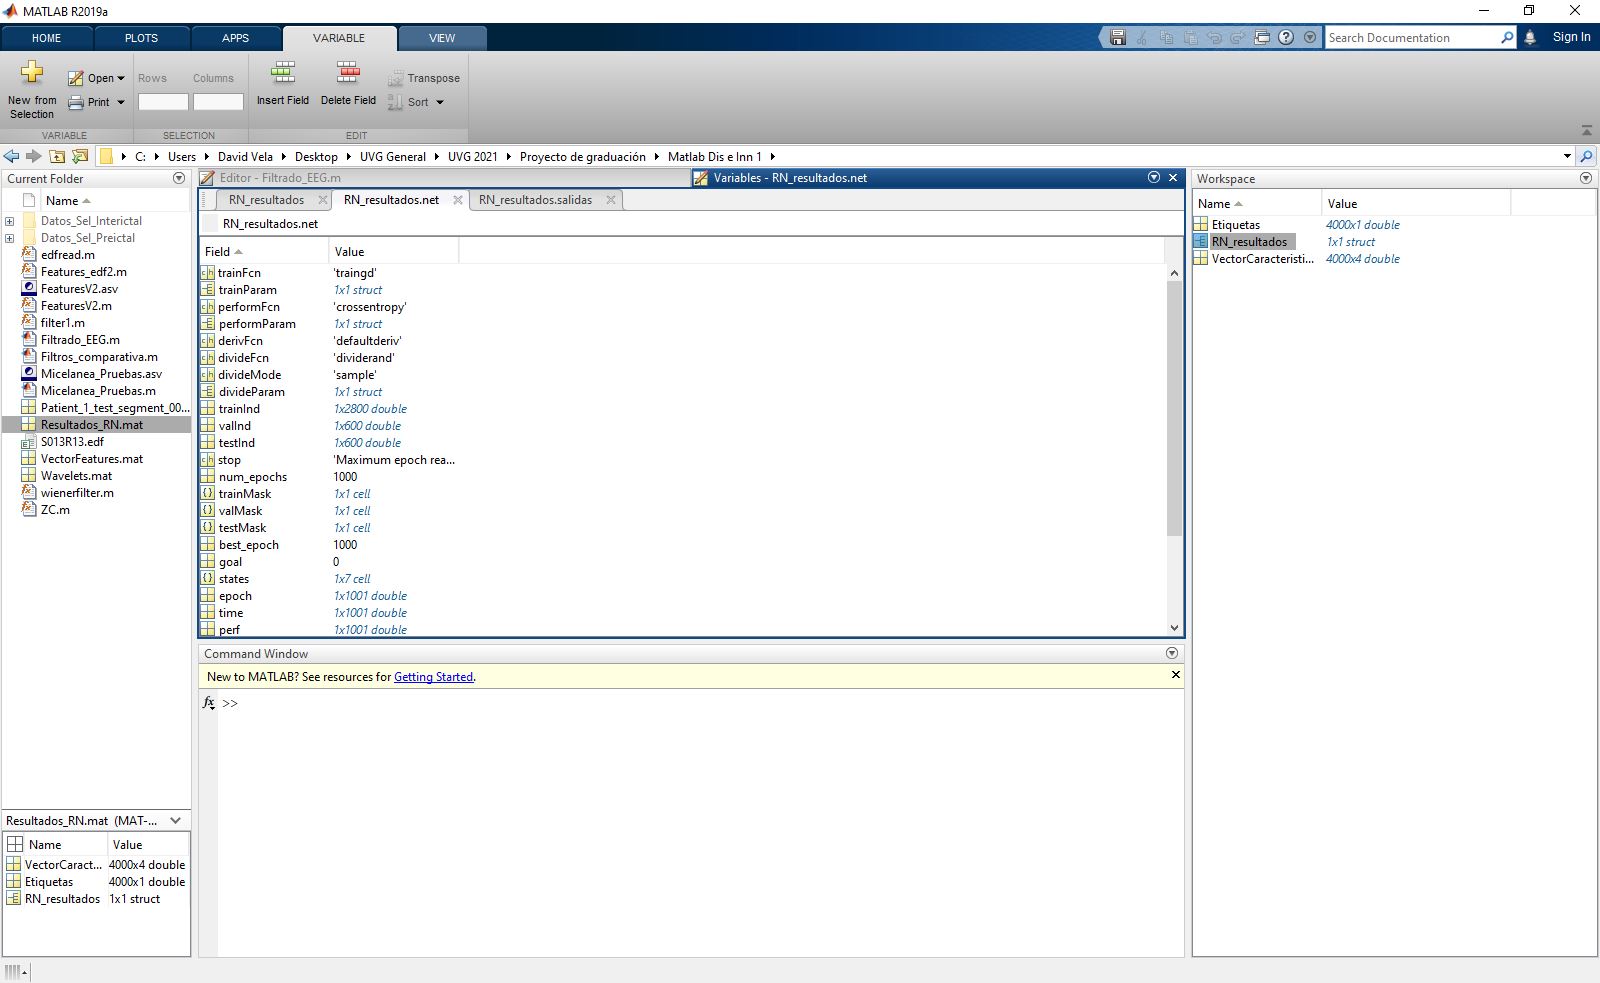 MATLAB R2019a
HOME PLOTS APPS VARIABLE VIEW
Search Documentation
Sign In
New from Selection
Open
Print
Rows Columns
Insert Field Delete Field
Transpose
Sort
VARIABLE SELECTION EDIT
C: Users David Vela Desktop UVG General UVG 2021 Proyecto de graduación Matlab Dis e Inn 1
Current Folder
Name
Datos_Sel_Interictal
Datos_Sel_Preictal
edfread.m
Features_edf2.m
FeaturesV2.asv
FeaturesV2.m
filter1.m
Filtrado_EEG.m
Filtros_comparativa.m
Micelanea_Pruebas.asv
Micelanea_Pruebas.m
Patient_1_test_segment_00...
Resultados_RN.mat
S013R13.edf
VectorFeatures.mat
Wavelets.mat
wienerfilter.m
ZC.m
Resultados_RN.mat (MAT-...
Name Value
VectorCaract... 4000x4 double
Etiquetas 4000x1 double
RN_resultados 1x1 struct
Editor - Filtrado_EEG.m
Variables - RN_resultados.net
RN_resultados RN_resultados.net RN_resultados.salidas
RN_resultados.net
Field Value
trainFcn 'traingd'
trainParam 1x1 struct
performFcn 'crossentropy'
performParam 1x1 struct
derivFcn 'defaultderiv'
divideFcn 'dividerand'
divideMode 'sample'
divideParam 1x1 struct
trainInd 1x2800 double
valInd 1x600 double
testInd 1x600 double
stop 'Maximum epoch rea...
num_epochs 1000
trainMask 1x1 cell
valMask 1x1 cell
testMask 1x1 cell
best_epoch 1000
goal 0
states 1x7 cell
epoch 1x1001 double
time 1x1001 double
perf 1x1001 double
Command Window
New to MATLAB? See resources for Getting Started.
fx >>
Workspace
Name Value
Etiquetas 4000x1 double
RN_resultados 1x1 struct
VectorCaracteristi... 4000x4 double